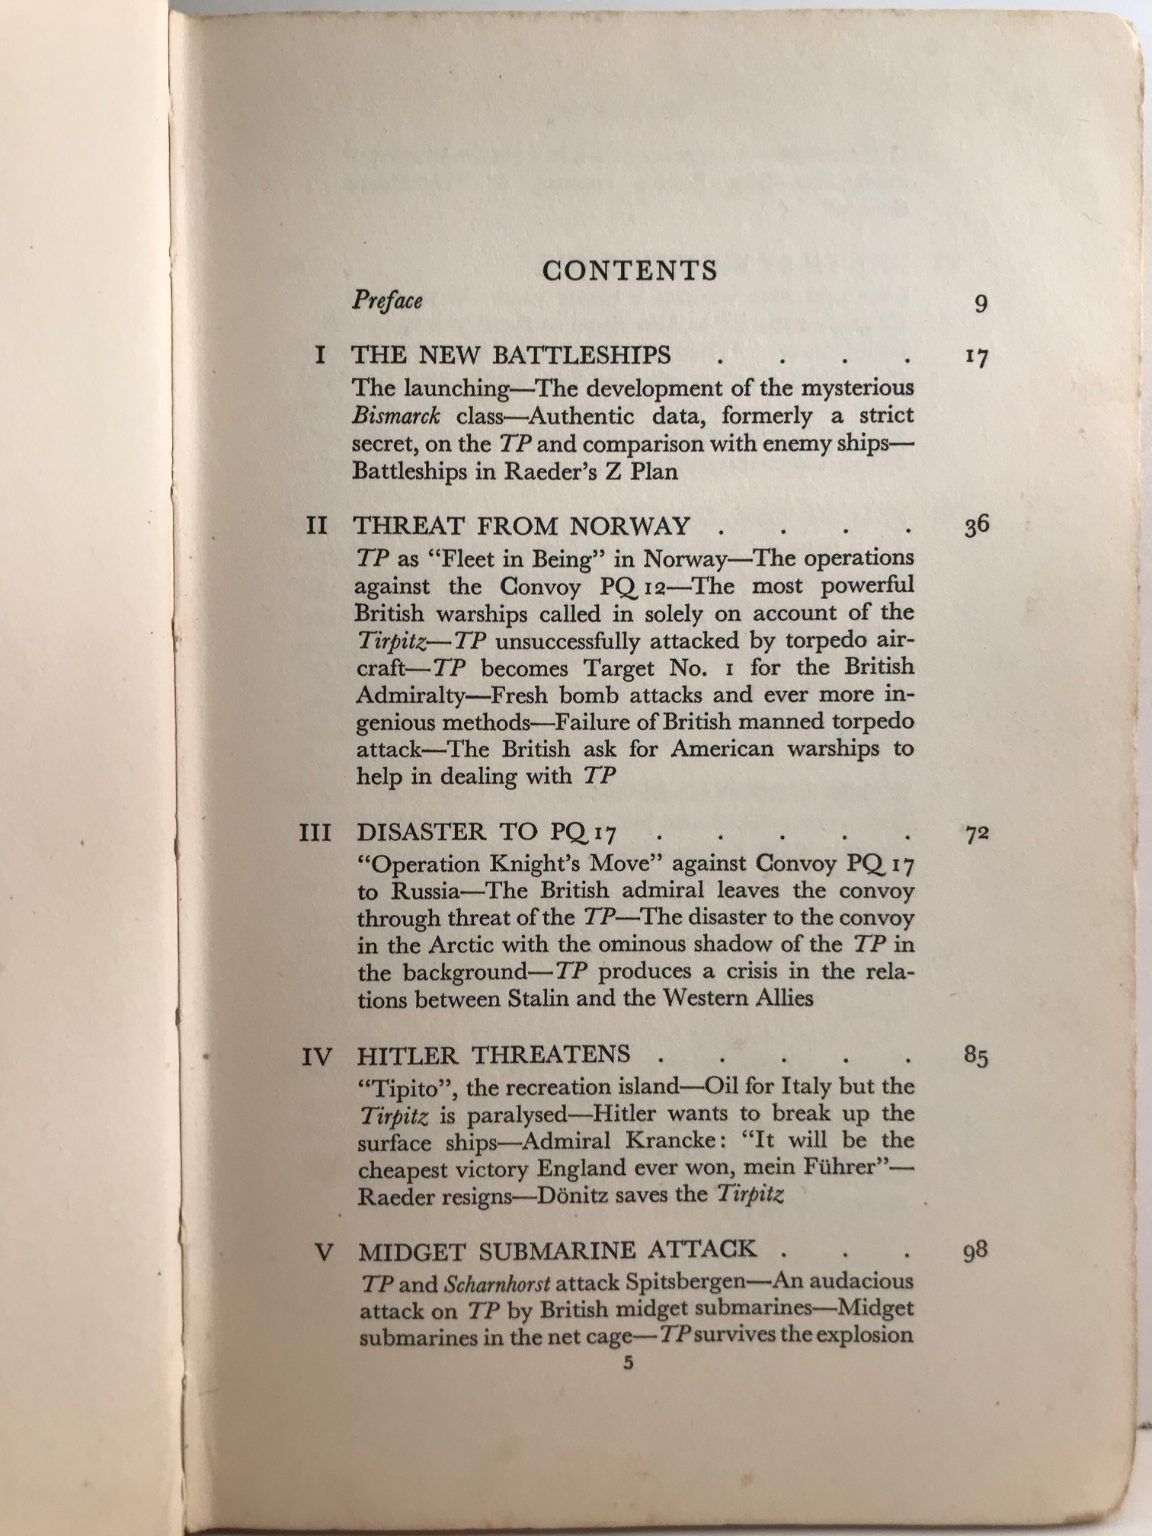 CONTENTS
Preface 9
I THE NEW BATTLESHIPS . . . . 17
The launching—The development of the mysterious
Bismarck class—Authentic data, formerly a strict
secret, on the TP and comparison with enemy ships—
Battleships in Raeder's Z Plan
II THREAT FROM NORWAY . . . . 36
TP as “Fleet in Being” in Norway—The operations
against the Convoy PQ 12—The most powerful
British warships called in solely on account of the
Tirpitz—TP unsuccessfully attacked by torpedo air-
craft—TP becomes Target No. 1 for the British
Admiralty—Fresh bomb attacks and ever more in-
genious methods—Failure of British manned torpedo
attack—The British ask for American warships to
help in dealing with TP
III DISASTER TO PQ 17 . . . . . 72
“Operation Knight's Move” against Convoy PQ 17
to Russia—The British admiral leaves the convoy
through threat of the TP—The disaster to the convoy
in the Arctic with the ominous shadow of the TP in
the background—TP produces a crisis in the rela-
tions between Stalin and the Western Allies
IV HITLER THREATENS . . . . . 85
“Tipito”, the recreation island—Oil for Italy but the
Tirpitz is paralysed—Hitler wants to break up the
surface ships—Admiral Krancke: “It will be the
cheapest victory England ever won, mein Führer”—
Raeder resigns—Dönitz saves the Tirpitz
V MIDGET SUBMARINE ATTACK . . . 98
TP and Scharnhorst attack Spitsbergen—An audacious
attack on TP by British midget submarines—Midget
submarines in the net cage—TP survives the explosion
5